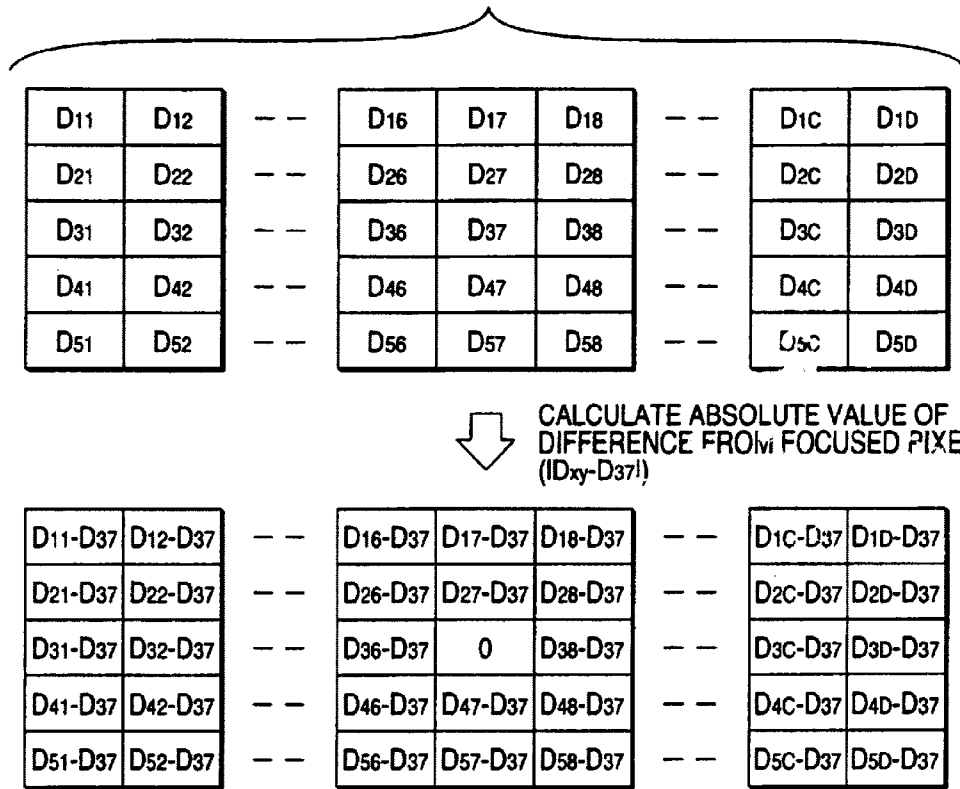 D11 D12 -- D16 D17 D18 -- D1C D1D
D21 D22 -- D26 D27 D28 -- D2C D2D
D31 D32 -- D36 D37 D38 -- D3C D3D
D41 D42 -- D46 D47 D48 -- D4C D4D
D51 D52 -- D56 D57 D58 -- D5C D5D
CALCULATE ABSOLUTE VALUE OF
DIFFERENCE FROM FOCUSED PIXE
(|Dxy-D37|)
D11-D37 D12-D37 -- D16-D37 D17-D37 D18-D37 -- D1C-D37 D1D-D37
D21-D37 D22-D37 -- D26-D37 D27-D37 D28-D37 -- D2C-D37 D2D-D37
D31-D37 D32-D37 -- D36-D37 0 D38-D37 -- D3C-D37 D3D-D37
D41-D37 D42-D37 -- D46-D37 D47-D37 D48-D37 -- D4C-D37 D4D-D37
D51-D37 D52-D37 -- D56-D37 D57-D37 D58-D37 -- D5C-D37 D5D-D37